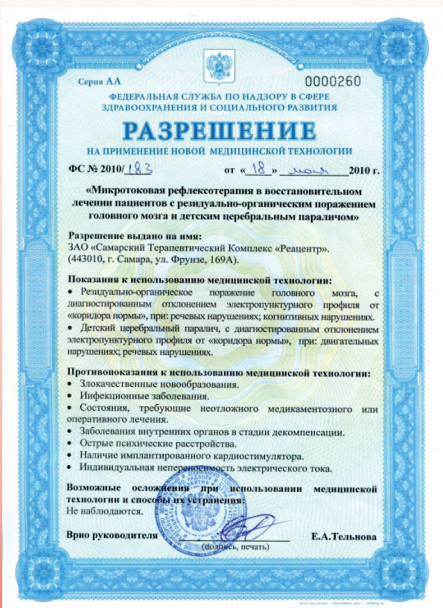 Серия АА
0000260
ФЕДЕРАЛЬНАЯ СЛУЖБА ПО НАДЗОРУ В СФЕРЕ
ЗДРАВООХРАНЕНИЯ И СОЦИАЛЬНОГО РАЗВИТИЯ
РАЗРЕШЕНИЕ
НА ПРИМЕНЕНИЕ НОВОЙ МЕДИЦИНСКОЙ ТЕХНОЛОГИИ
ФС № 2010/ 183 от « 18 » мая 2010 г.
«Микротоковая рефлексотерапия в восстановительном
лечении пациентов с резидуально-органическим поражением
головного мозга и детским церебральным параличом»
Разрешение выдано на имя:
ЗАО «Самарский Терапевтический Комплекс «Реацентр».
(443010, г. Самара, ул. Фрунзе, 169А).
Показания к использованию медицинской технологии:
• Резидуально-органическое поражение головного мозга, с
диагностированным отклонением электропунктурного профиля от
«коридора нормы», при: речевых нарушениях; когнитивных нарушениях.
• Детский церебральный паралич, с диагностированным отклонением
электропунктурного профиля от «коридора нормы», при: двигательных
нарушениях; речевых нарушениях.
Противопоказания к использованию медицинской технологии:
• Злокачественные новообразования.
• Инфекционные заболевания.
• Состояния, требующие неотложного медикаментозного или
оперативного лечения.
• Заболевания внутренних органов в стадии декомпенсации.
• Острые психические расстройства.
• Наличие имплантированного кардиостимулятора.
• Индивидуальная непереносимость электрического тока.
Возможные осложнения при использовании медицинской
технологии и способы их устранения:
Не наблюдаются.
Врио руководителя
Е.А.Тельнова
(подпись, печать)